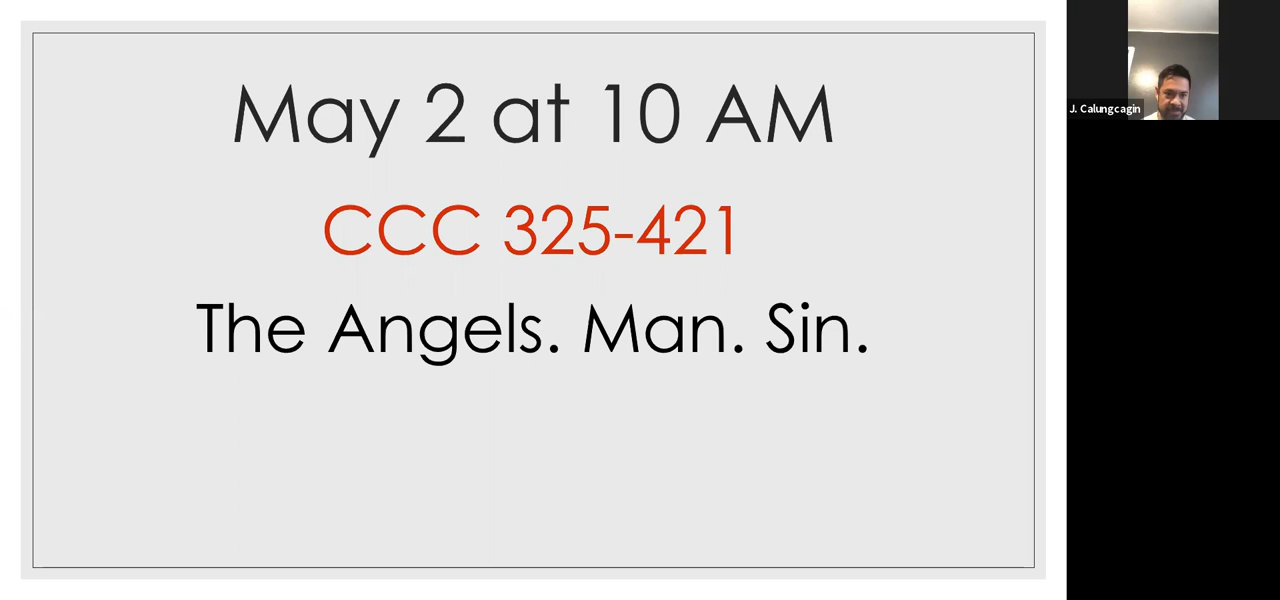 May 2 at 10 AM
CCC 325-421
The Angels. Man. Sin.
J. Calungcagin